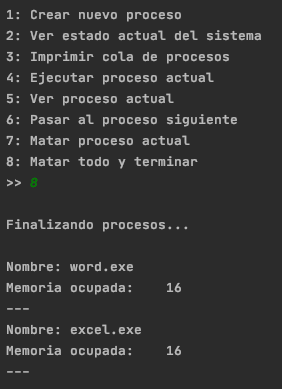 1: Crear nuevo proceso
2: Ver estado actual del sistema
3: Imprimir cola de procesos
4: Ejecutar proceso actual
5: Ver proceso actual
6: Pasar al proceso siguiente
7: Matar proceso actual
8: Matar todo y terminar
>> 8
Finalizando procesos...
Nombre: word.exe
Memoria ocupada:    16
---
Nombre: excel.exe
Memoria ocupada:    16
---